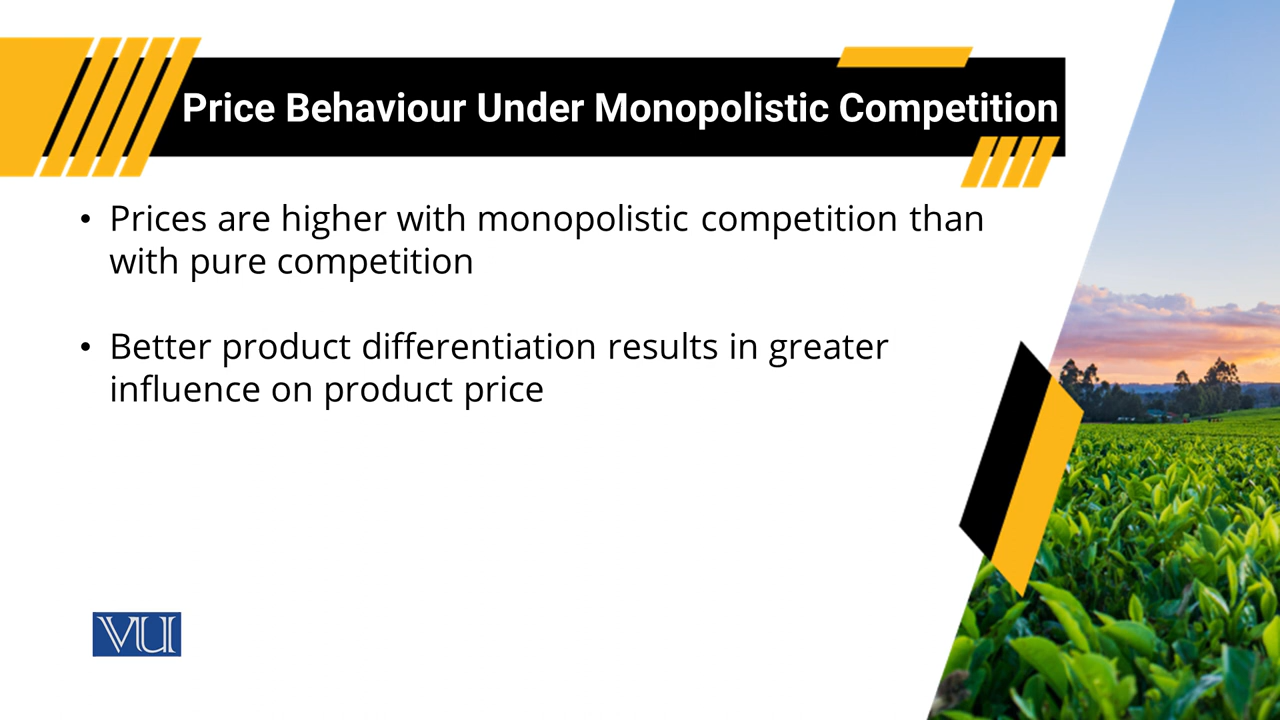 Price Behaviour Under Monopolistic Competition
• Prices are higher with monopolistic competition than
with pure competition
• Better product differentiation results in greater
influence on product price
VU